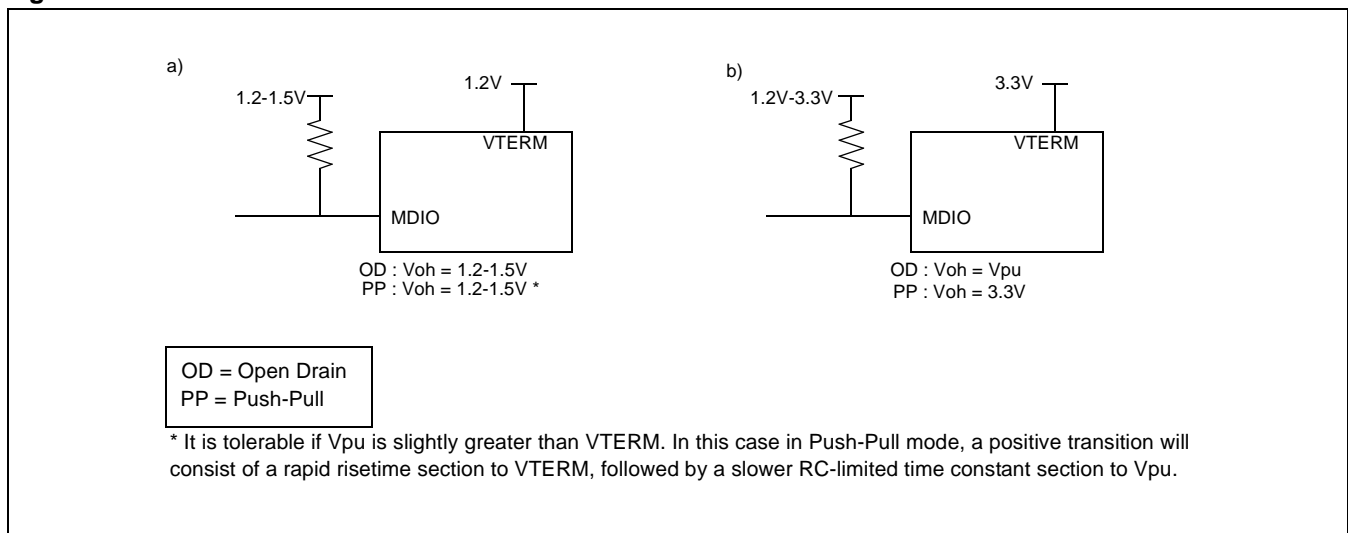 a)
1.2-1.5V
1.2V
VTERM
MDIO
OD : Voh = 1.2-1.5V
PP : Voh = 1.2-1.5V *
b)
1.2V-3.3V
3.3V
VTERM
MDIO
OD : Voh = Vpu
PP : Voh = 3.3V
OD = Open Drain
PP = Push-Pull
* It is tolerable if Vpu is slightly greater than VTERM. In this case in Push-Pull mode, a positive transition will
consist of a rapid risetime section to VTERM, followed by a slower RC-limited time constant section to Vpu.